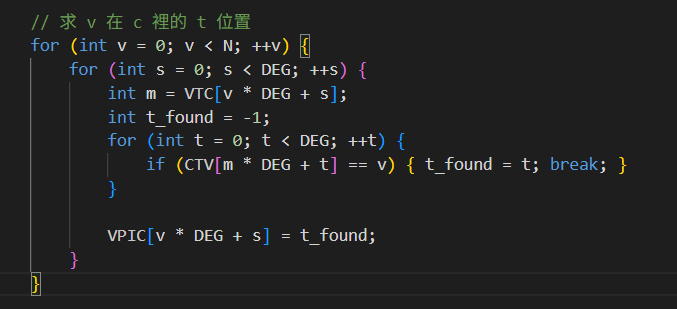 // 求 v 在 c 裡的 t 位置
for (int v = 0; v < N; ++v) {
for (int s = 0; s < DEG; ++s) {
int m = VTC[v * DEG + s];
int t_found = -1;
for (int t = 0; t < DEG; ++t) {
if (CTV[m * DEG + t] == v) { t_found = t; break; }
}
VPIC[v * DEG + s] = t_found;
}
}